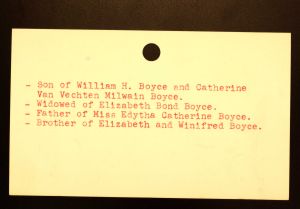 - Son of William H. Boyce and Catherine
Van Vechten Milwain Boyce.
- Widowed of Elizabeth Bond Boyce.
- Father of Miss Edytha Catherine Boyce.
- Brother of Elizabeth and Winifred Boyce.